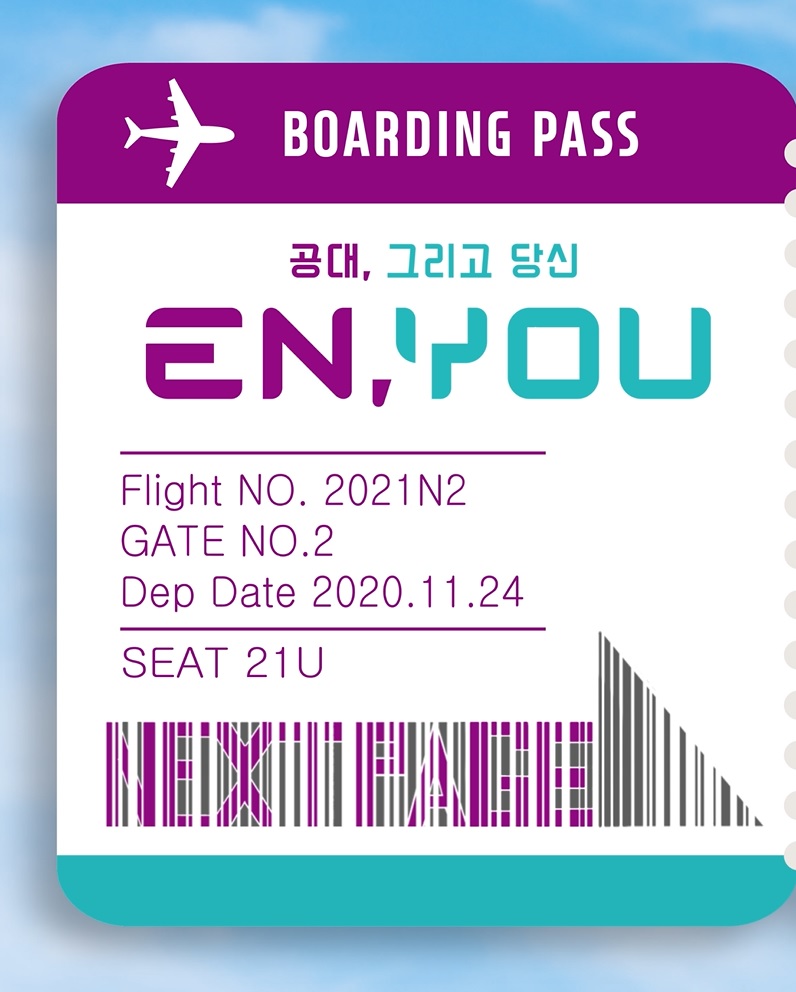 BOARDING PASS
공대, 그리고 당신
EN,YOU
Flight NO. 2021N2
GATE NO.2
Dep Date 2020.11.24
SEAT 21U
NEXT PAGE